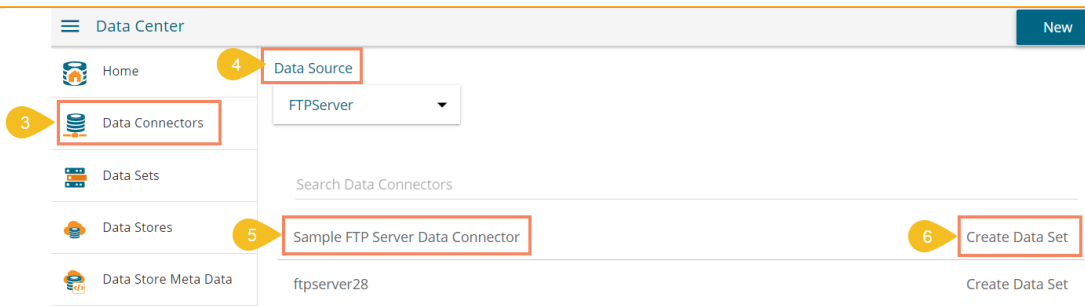 Data Center
New
Home
4
Data Source
FTPServer
3
Data Connectors
Data Sets
Search Data Connectors
Data Stores
5
Sample FTP Server Data Connector
6
Create Data Set
Data Store Meta Data
ftpserver28
Create Data Set